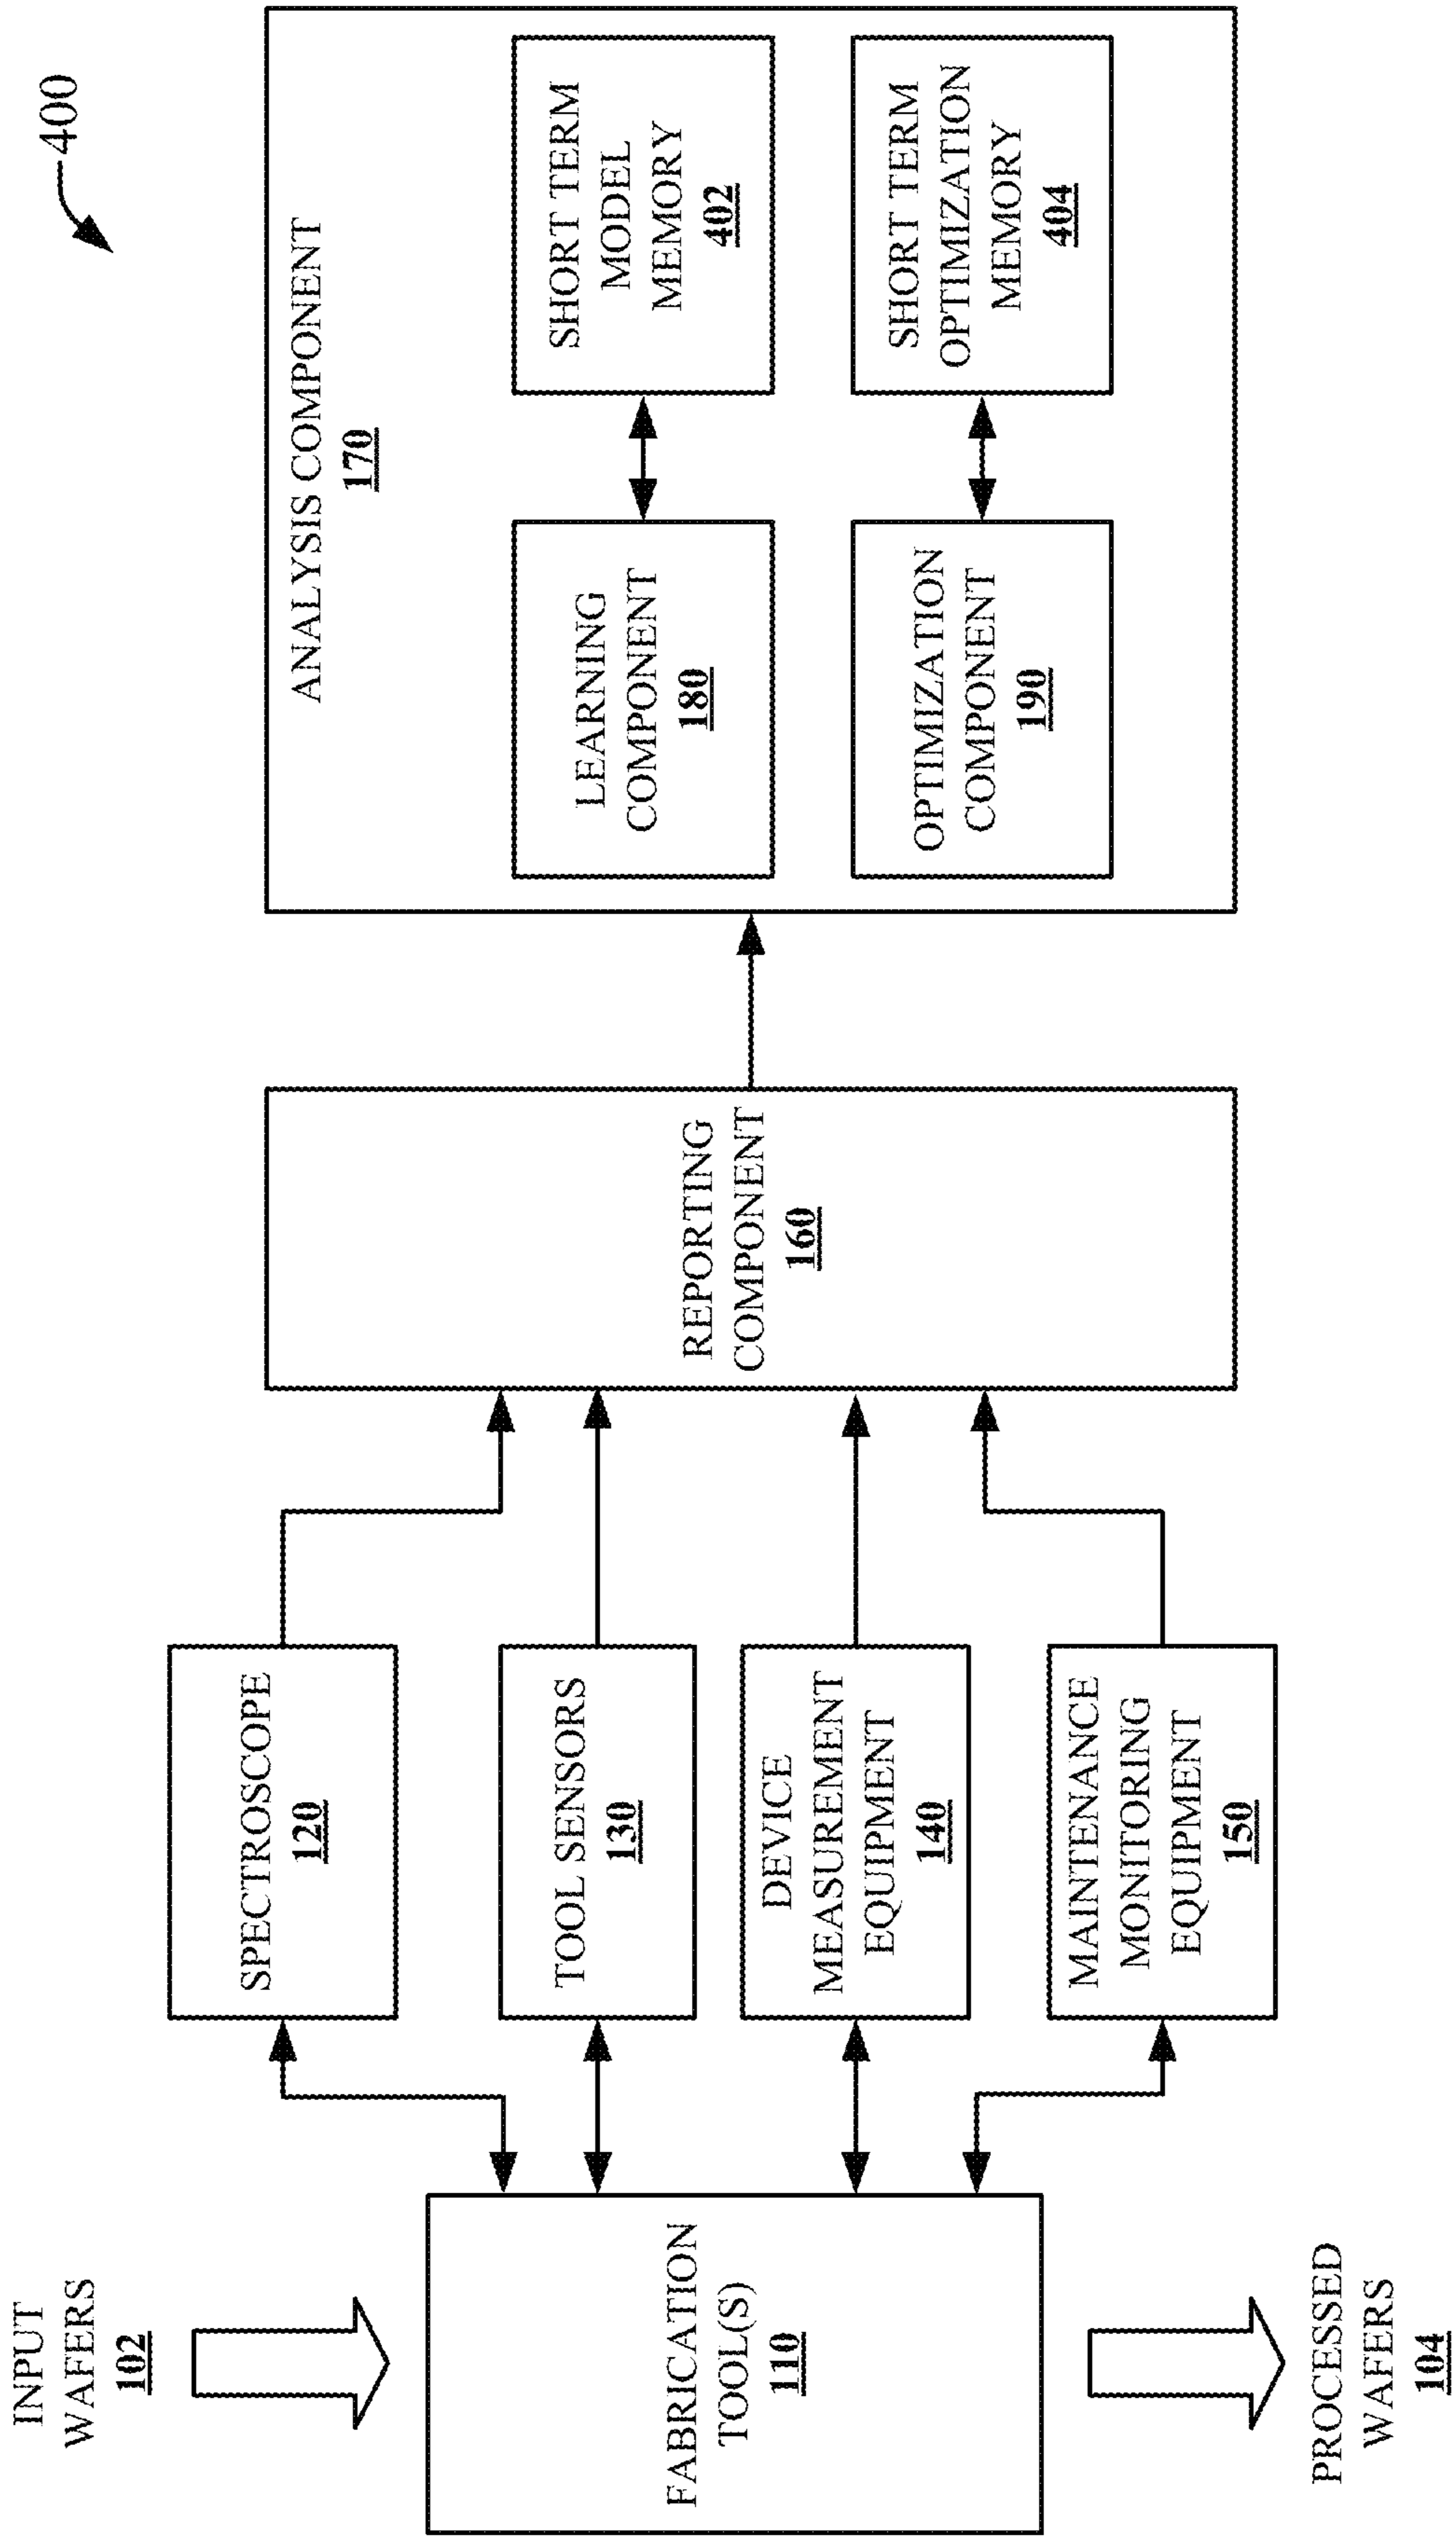 400
INPUT
WAFERS
102
FABRICATION
TOOL(S)
110
PROCESSED
WAFERS
104
SPECTROSCOPE
120
TOOL SENSORS
130
DEVICE
MEASUREMENT
EQUIPMENT
140
MAINTENANCE
MONITORING
EQUIPMENT
150
REPORTING
COMPONENT
160
ANALYSIS COMPONENT
170
LEARNING
COMPONENT
180
SHORT TERM
MODEL
MEMORY
402
OPTIMIZATION
COMPONENT
190
SHORT TERM
OPTIMIZATION
MEMORY
404